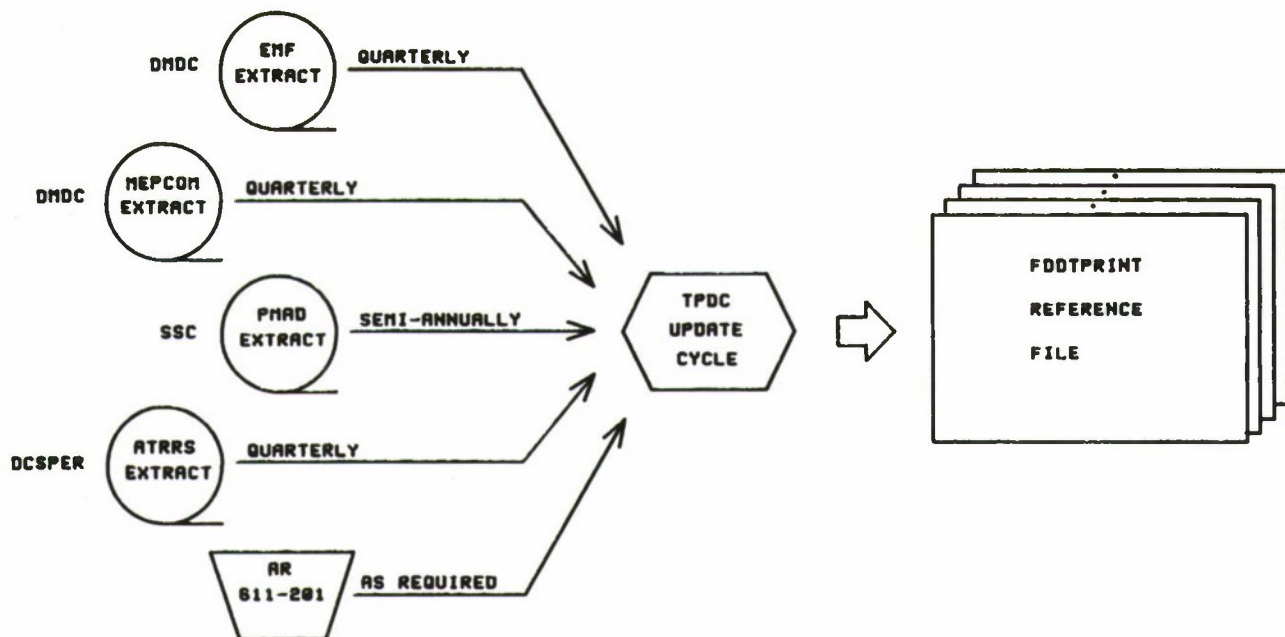 DMDC
EMF
EXTRACT
QUARTERLY
DMDC
MEPCOM
EXTRACT
QUARTERLY
SSC
PMAD
EXTRACT
SEMI-ANNUALLY
DCSPER
ATRRS
EXTRACT
QUARTERLY
AR
611-201
AS REQUIRED
TPDC
UPDATE
CYCLE
FOOTPRINT
REFERENCE
FILE